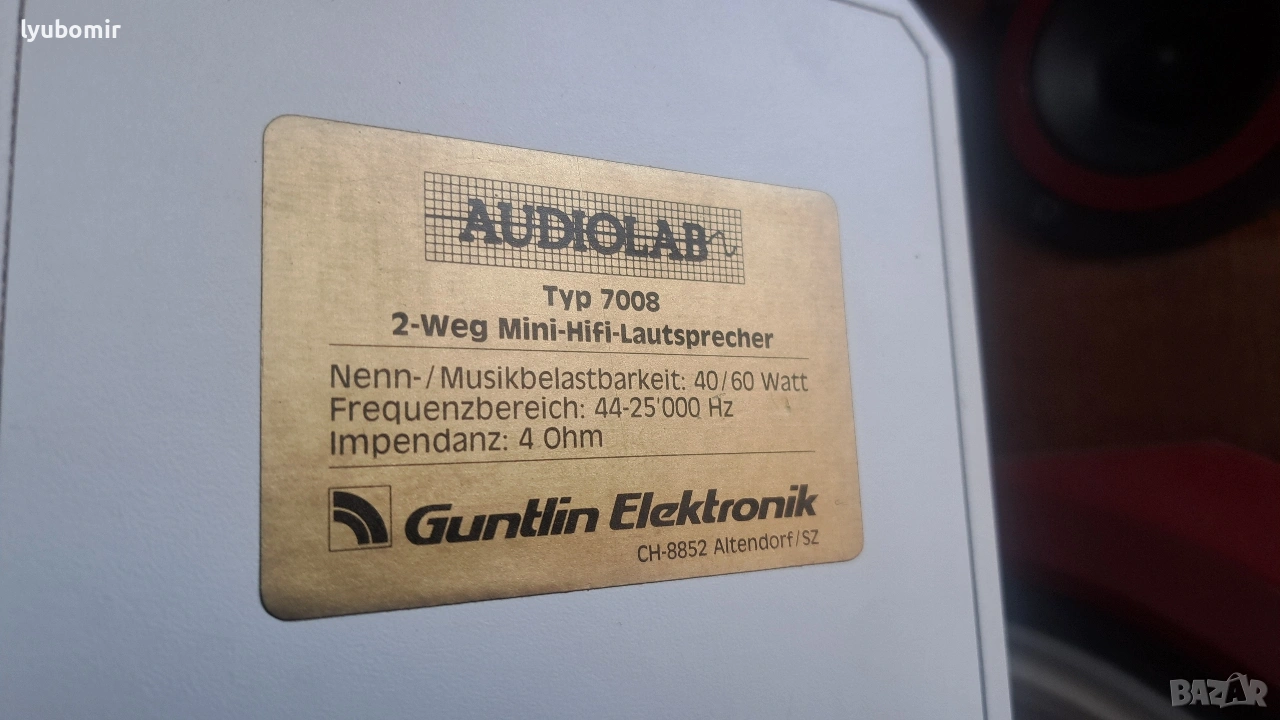 lyubomir
AUDIOLAB
Typ 7008
2-Weg Mini-Hifi-Lautsprecher
Nenn-/Musikbelastbarkeit: 40/60 Watt
Frequenzbereich: 44-25'000 Hz
Impendanz: 4 Ohm
Guntlin Elektronik
CH-8852 Altendorf/SZ
BAZAR